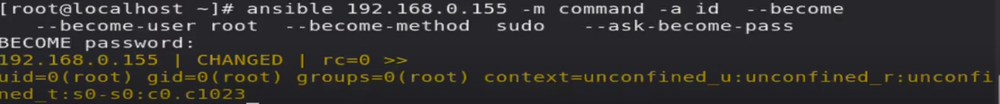 [root@localhost ~]# ansible 192.168.0.155 -m command -a id  --become
   --become-user root  --become-method  sudo   --ask-become-pass
BECOME password:
192.168.0.155 | CHANGED | rc=0 >>
uid=0(root) gid=0(root) groups=0(root) context=unconfined_u:unconfined_r:unconfi
ned_t:s0-s0:c0.c1023